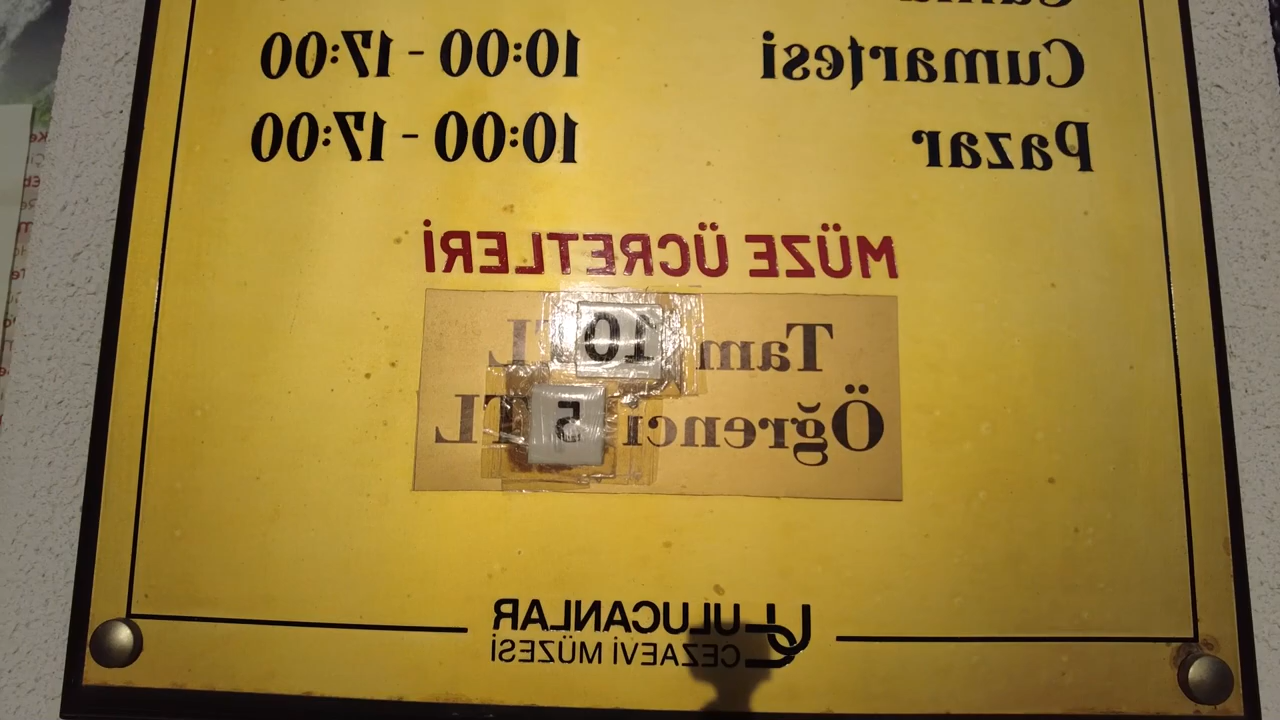 Cumartesi 10:00 - 17:00
Pazar 10:00 - 17:00
MÜZE ÜCRETLERİ
Tam 10 TL
Öğrenci 5 TL
ULUCANLAR
CEZAEVİ MÜZESİ